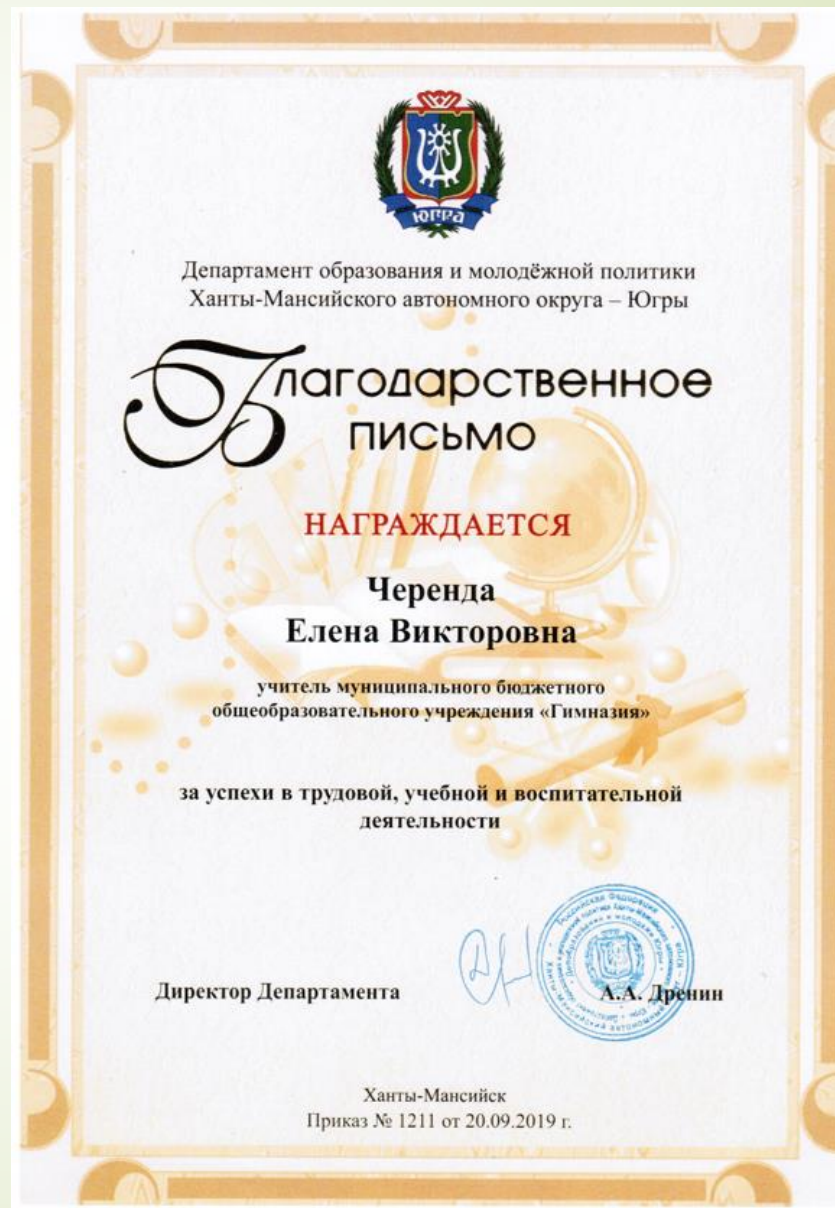 ЮГРА
Департамент образования и молодёжной политики
Ханты-Мансийского автономного округа – Югры
Благодарственное
письмо
НАГРАЖДАЕТСЯ
Черенда
Елена Викторовна
учитель муниципального бюджетного
общеобразовательного учреждения «Гимназия»
за успехи в трудовой, учебной и воспитательной
деятельности
Российская Федерация
Директор Департамента А.А. Дренин
Ханты-Мансийск
Приказ № 1211 от 20.09.2019 г.